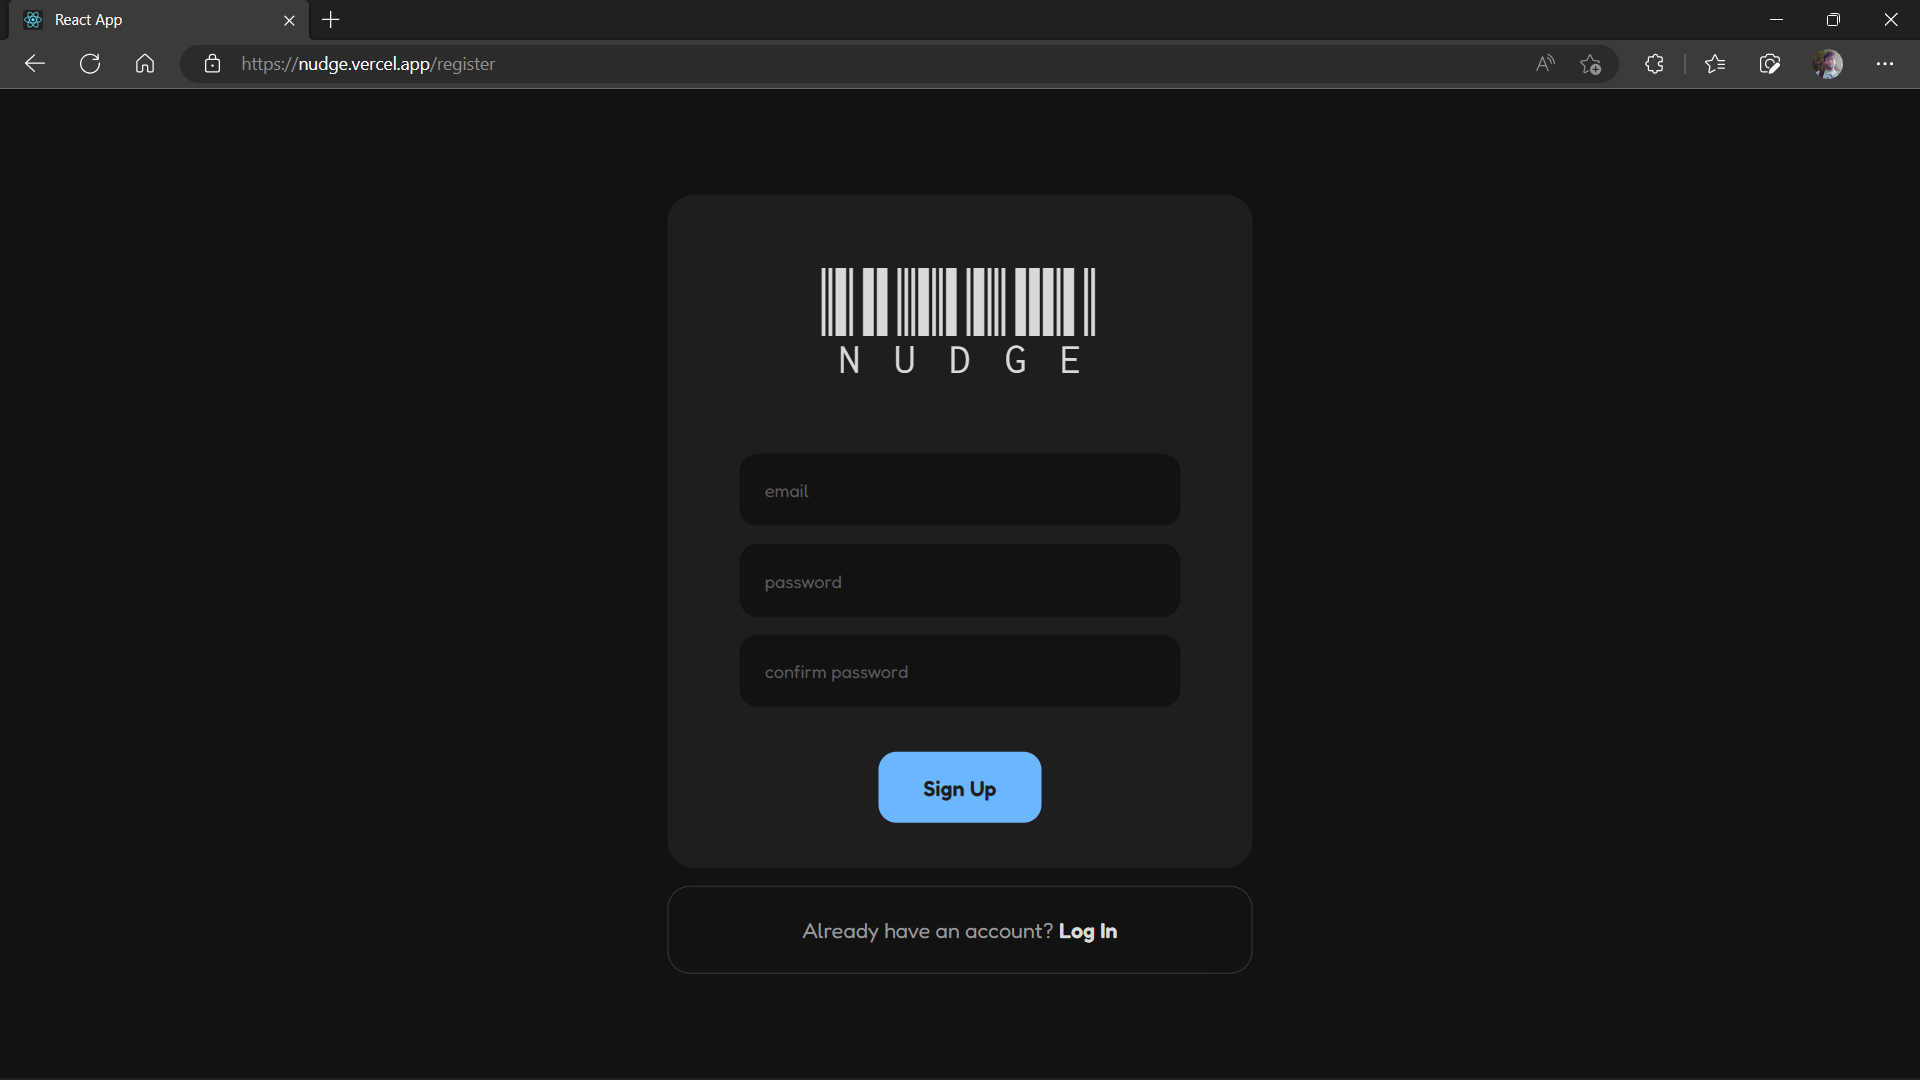 React App
https://nudge.vercel.app/register
N U D G E
email
password
confirm password
Sign Up
Already have an account? Log In